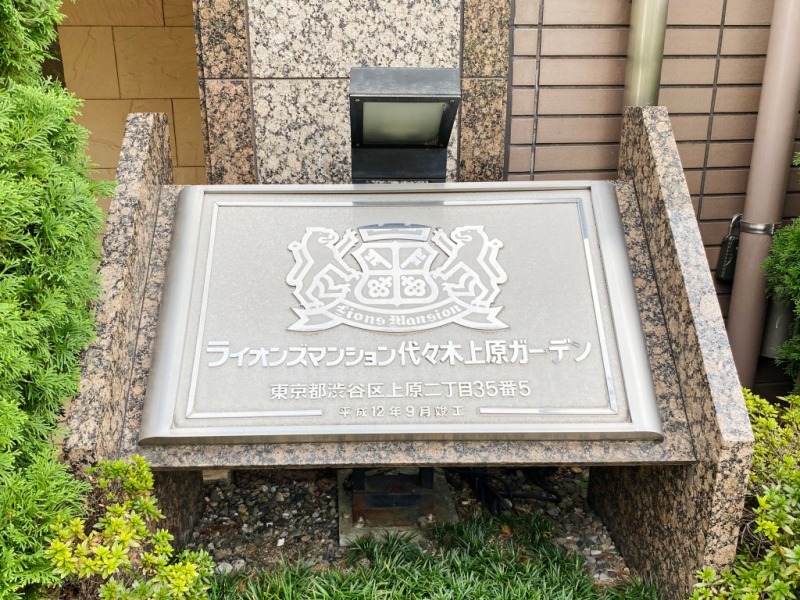 Lions Mansion
ライオンズマンション代々木上原ガーデン
東京都渋谷区上原二丁目35番5
平成12年9月竣工